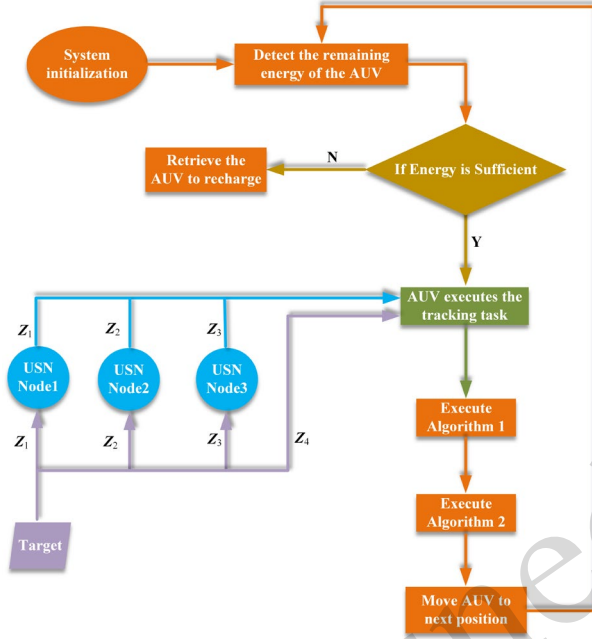 System
initialization
Detect the remaining
energy of the AUV
Retrieve the
AUV to recharge
N
If Energy is Sufficient
Y
AUV executes the
tracking task
Z1
Z2
Z3
USN
Node1
USN
Node2
USN
Node3
Z1
Z2
Z3
Z4
Target
Execute
Algorithm 1
Execute
Algorithm 2
Move AUV to
next position